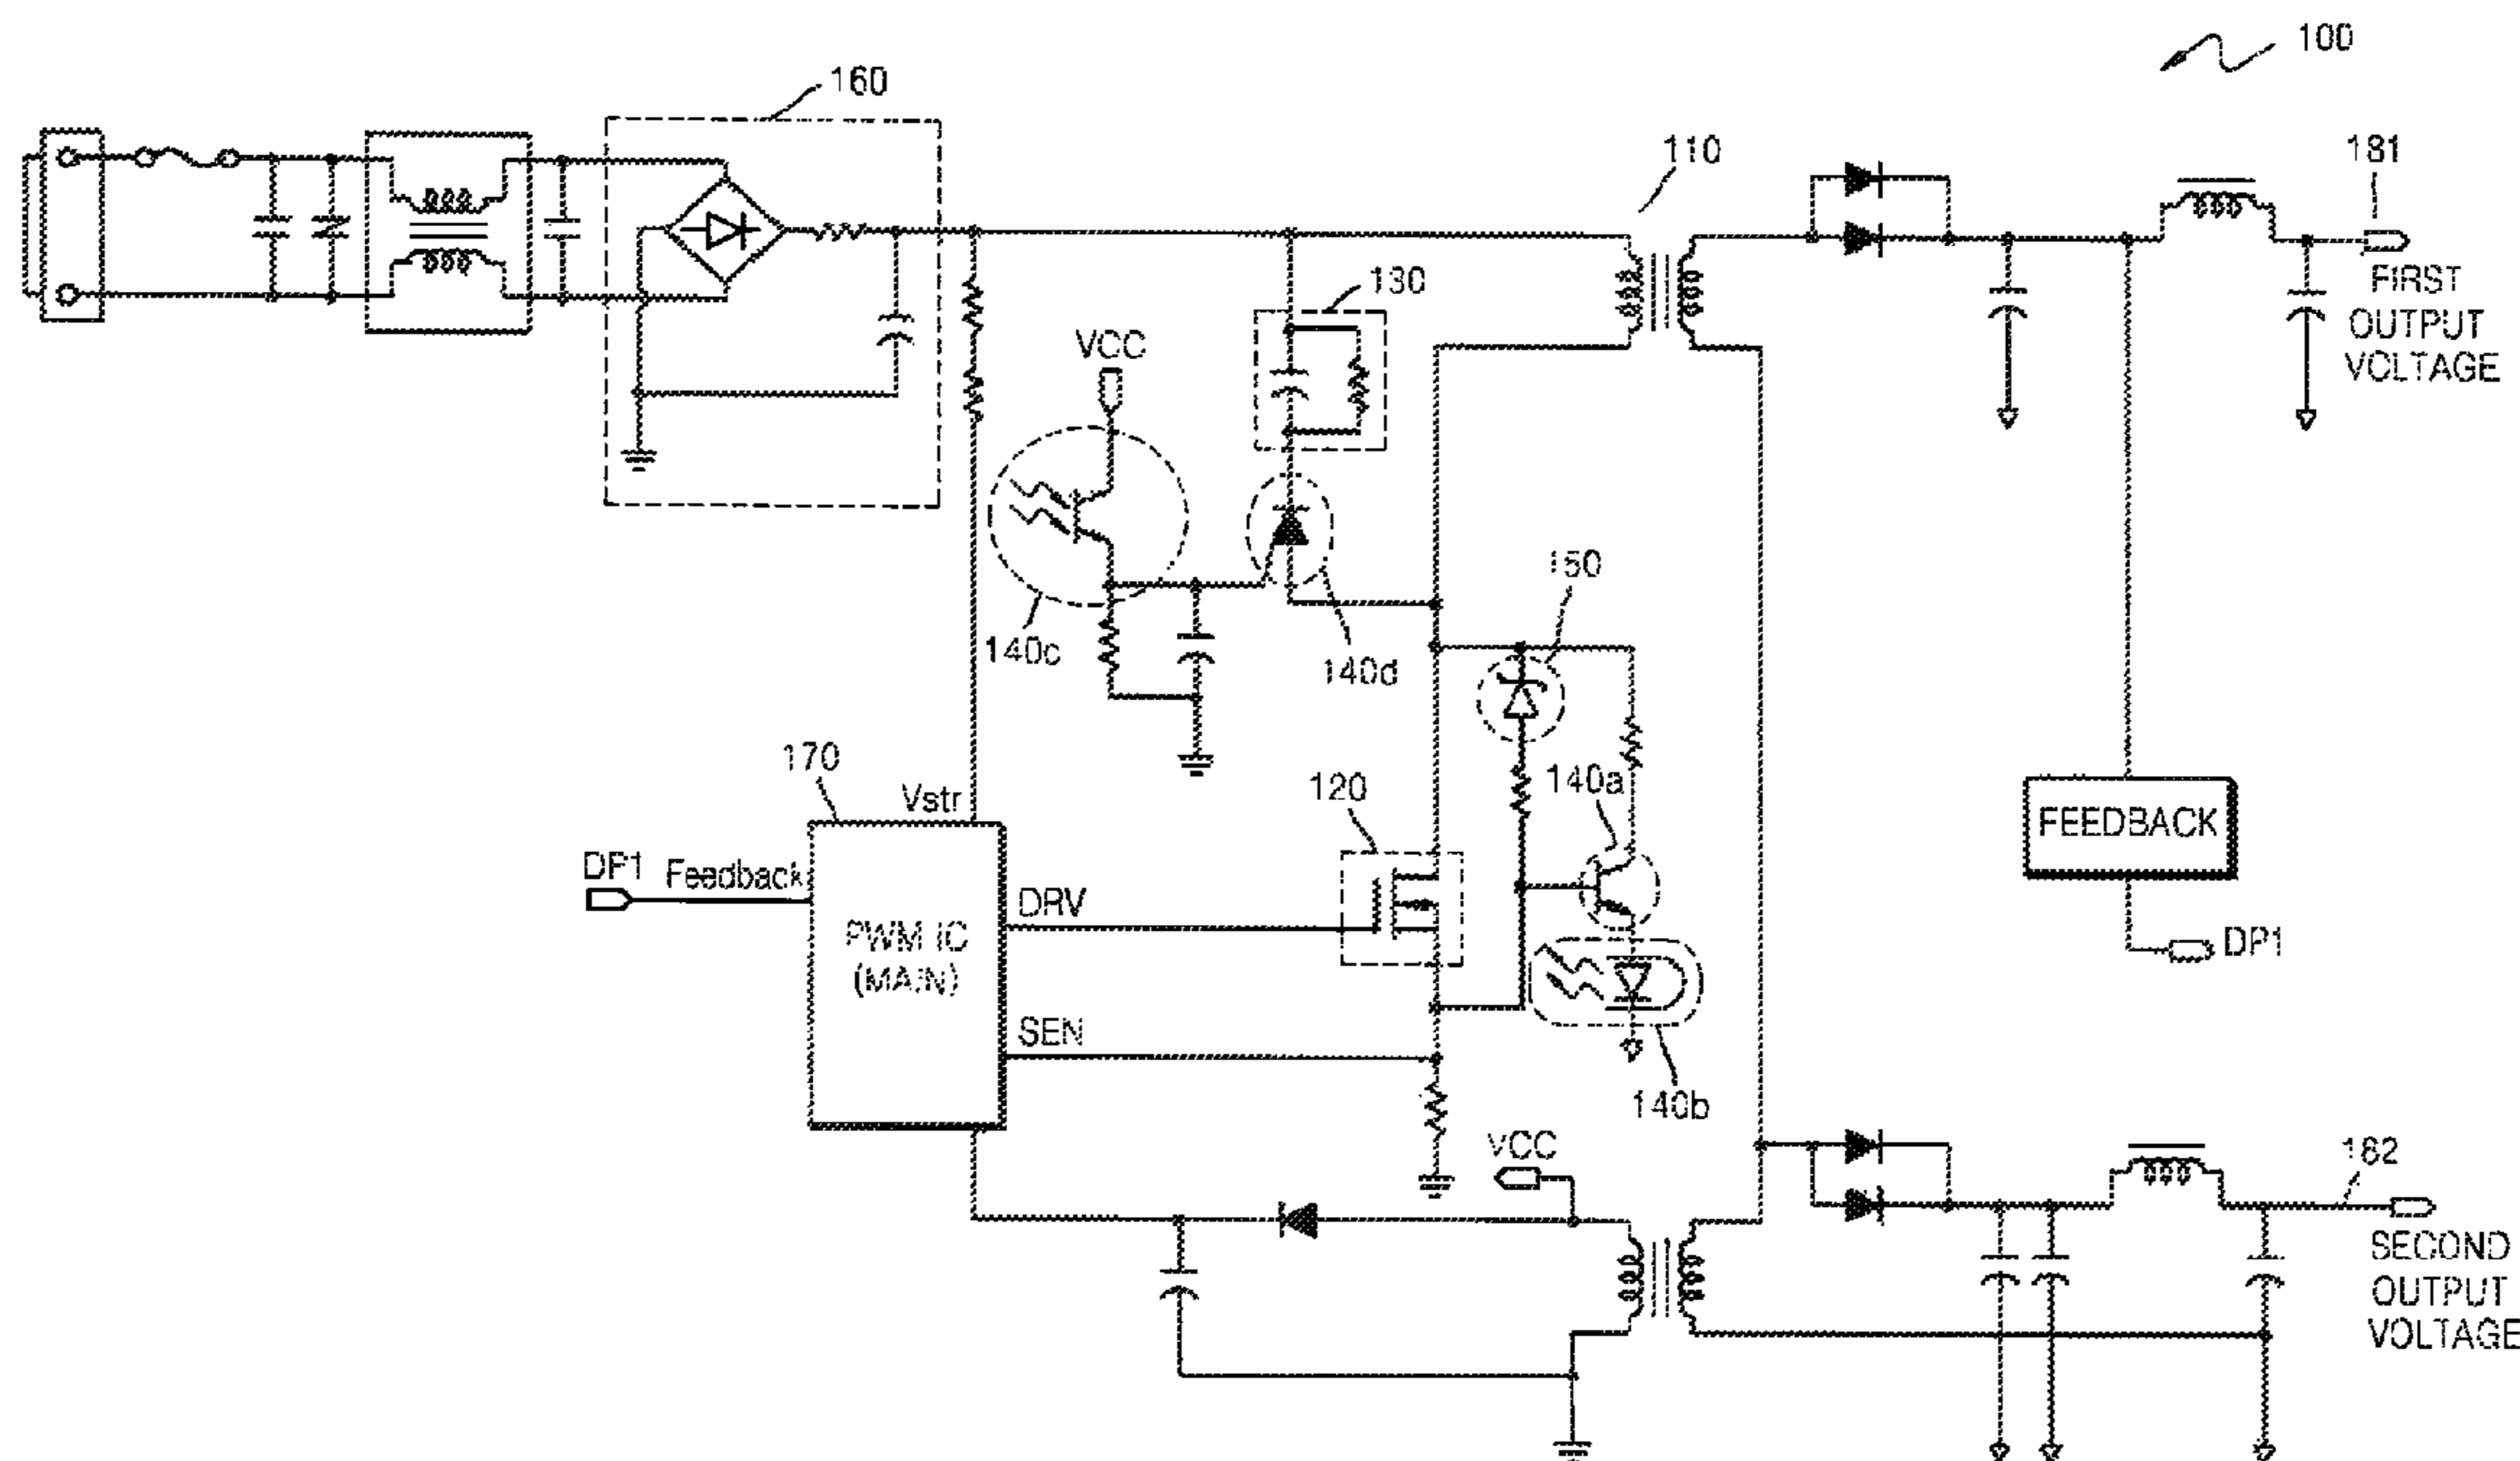 100
160
110
181
FIRST
OUTPUT
VOLTAGE
130
VCC
150
140c
140d
170
Vstr
120
140a
FEEDBACK
DP1
Feedback
DRV
PWM IC
(MAIN)
DP1
SEN
140b
VCC
182
SECOND
OUTPUT
VOLTAGE